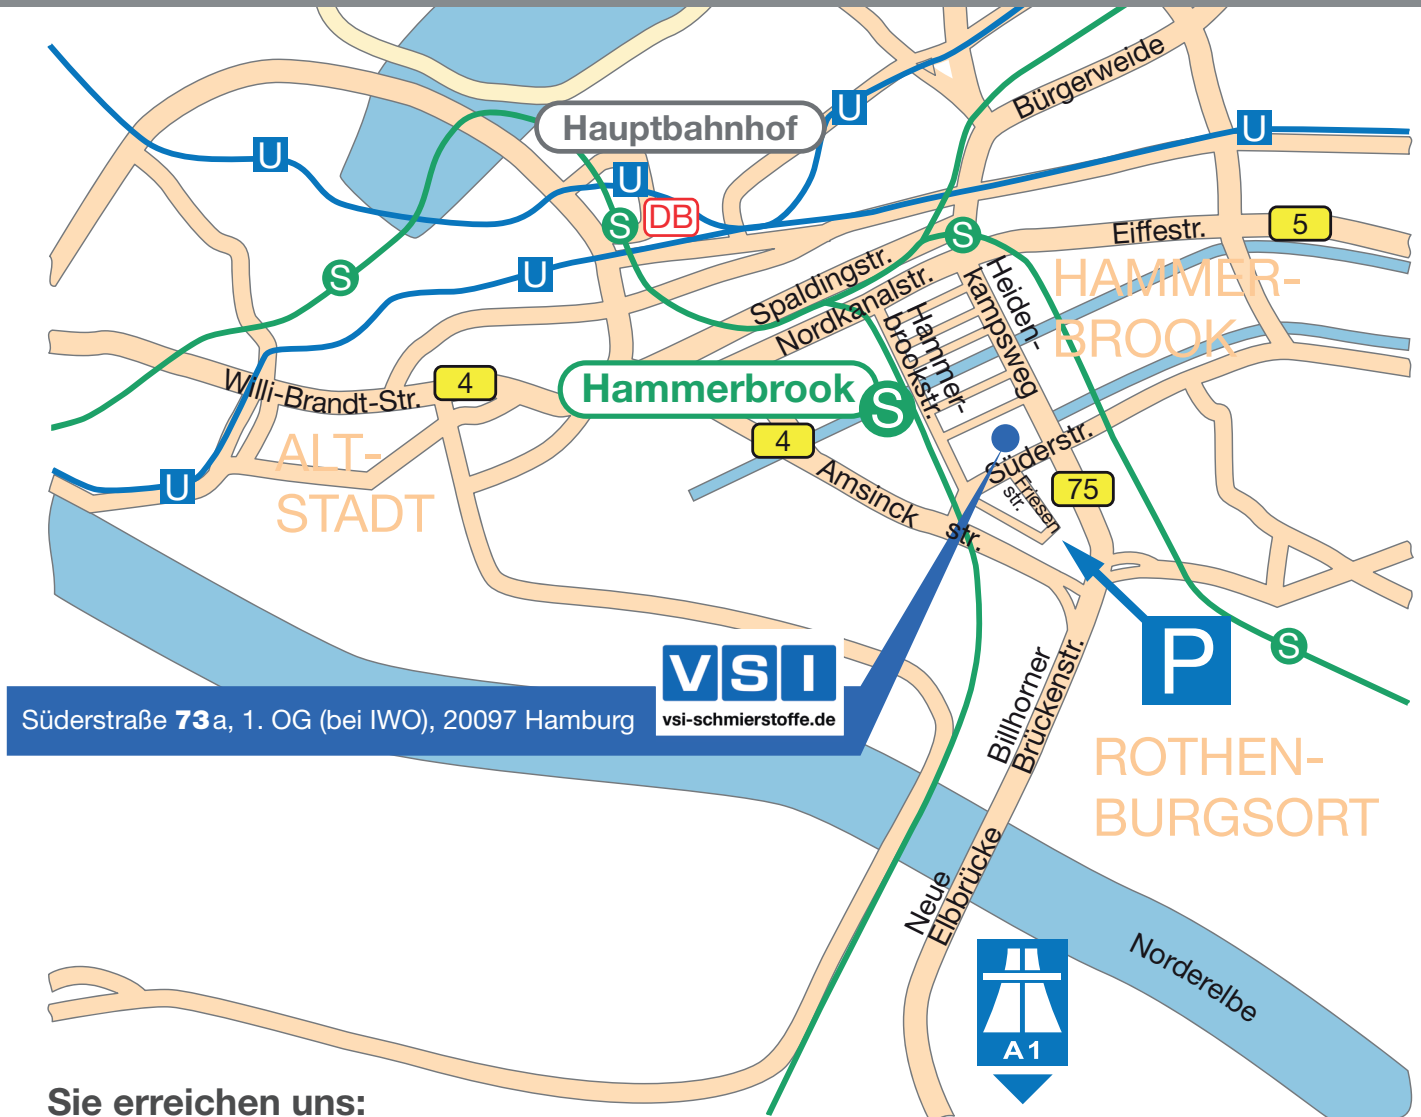 Bürgerweide
Hauptbahnhof
U
U
U
U
DB
S
S
Eiffestr.
5
S
U
Spaldingstr.
Nordkanalstr.
Heiden-
kampsweg
HAMMER-
BROOK
Hammer-
brookstr.
Willi-Brandt-Str.
4
Hammerbrook
S
4
ALT-
STADT
U
Amsinck
str.
Süderstr.
Friesen
str.
75
P
S
Süderstraße 73a, 1. OG (bei IWO), 20097 Hamburg
VSI
vsi-schmierstoffe.de
Billhorner
Brückenstr.
ROTHEN-
BURGSORT
Neue
Elbbrücke
Norderelbe
A1
Sie erreichen uns: